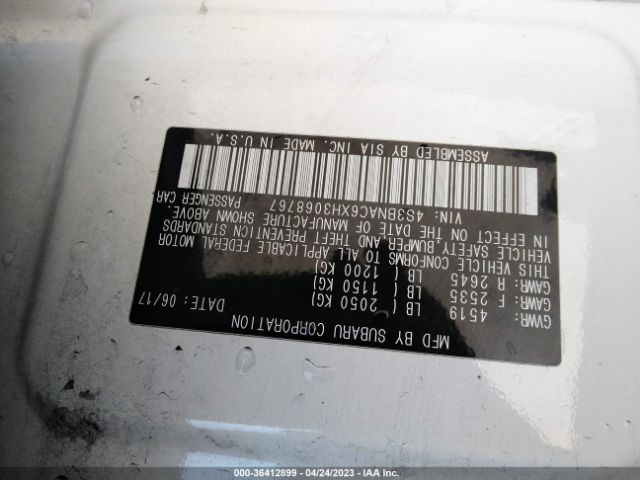 MFD BY SUBARU CORPORATION DATE: 06/17
GVWR: 4519 LB ( 2050 KG)
GAWR: F 2535 LB ( 1150 KG)
GAWR: R 2645 LB ( 1200 KG)
THIS VEHICLE CONFORMS TO ALL APPLICABLE FEDERAL MOTOR
VEHICLE SAFETY, BUMPER, AND THEFT PREVENTION STANDARDS
IN EFFECT ON THE DATE OF MANUFACTURE SHOWN ABOVE.
VIN: 4S3BNAC6XH3068767 PASSENGER CAR
ASSEMBLED BY SIA INC. MADE IN U.S.A.
000-36412899 - 04/24/2023 - IAA Inc.